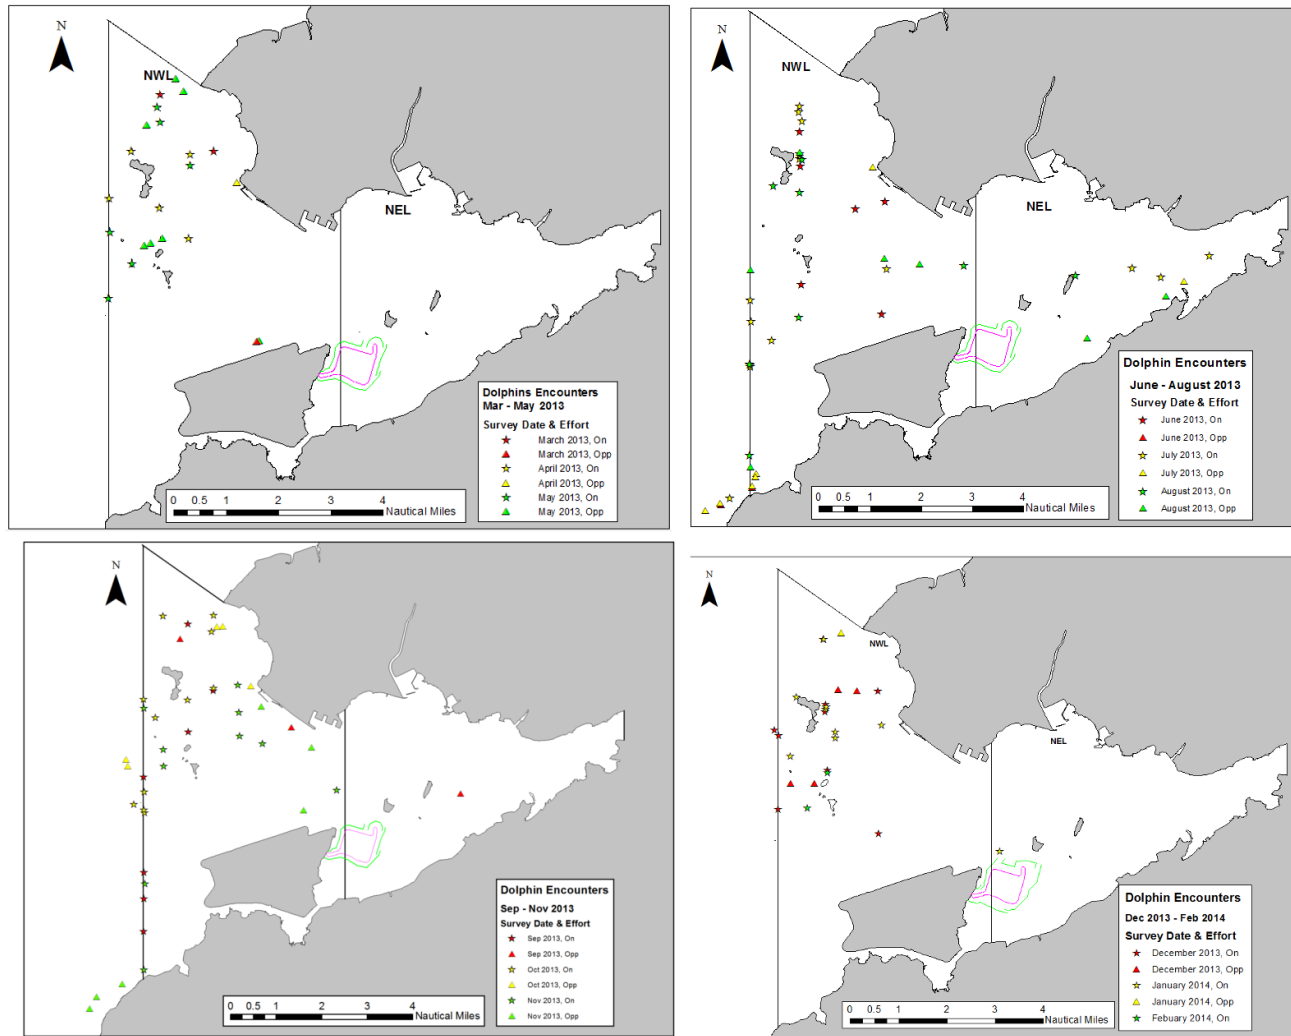 N
NWL
NEL
Dolphins Encounters
Mar - May 2013
Survey Date & Effort
March 2013, On
March 2013, Opp
April 2013, On
April 2013, Opp
May 2013, On
May 2013, Opp
0 0.5 1 2 3 4
Nautical Miles
N
NWL
NEL
Dolphin Encounters
June - August 2013
Survey Date & Effort
June 2013, On
June 2013, Opp
July 2013, On
July 2013, Opp
August 2013, On
August 2013, Opp
0 0.5 1 2 3 4
Nautical Miles
N
Dolphin Encounters
Sep - Nov 2013
Survey Date & Effort
Sep 2013, On
Sep 2013, Opp
Oct 2013, On
Oct 2013, Opp
Nov 2013, On
Nov 2013, Opp
0 0.5 1 2 3 4
Nautical Miles
N
NWL
NEL
Dolphin Encounters
Dec 2013 - Feb 2014
Survey Date & Effort
December 2013, On
December 2013, Opp
January 2014, On
January 2014, Opp
Febuary 2014, On
0 0.5 1 2 3 4
Nautical Miles